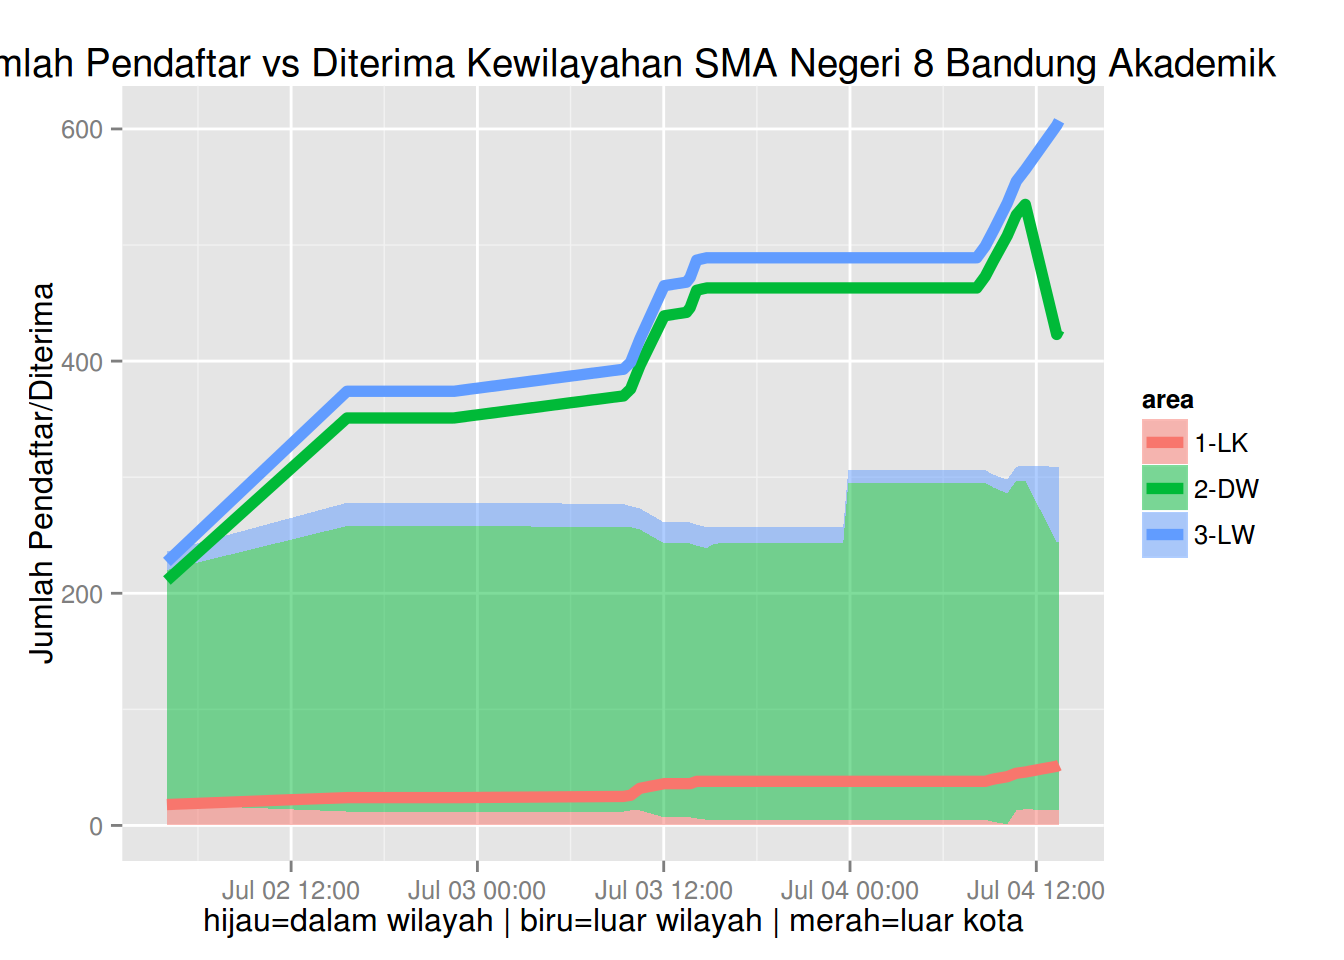 mlah Pendaftar vs Diterima Kewilayahan SMA Negeri 8 Bandung Akademik
Jumlah Pendaftar/Diterima
600
400
200
0
Jul 02 12:00
Jul 03 00:00
Jul 03 12:00
Jul 04 00:00
Jul 04 12:00
hijau=dalam wilayah | biru=luar wilayah | merah=luar kota
area
1-LK
2-DW
3-LW